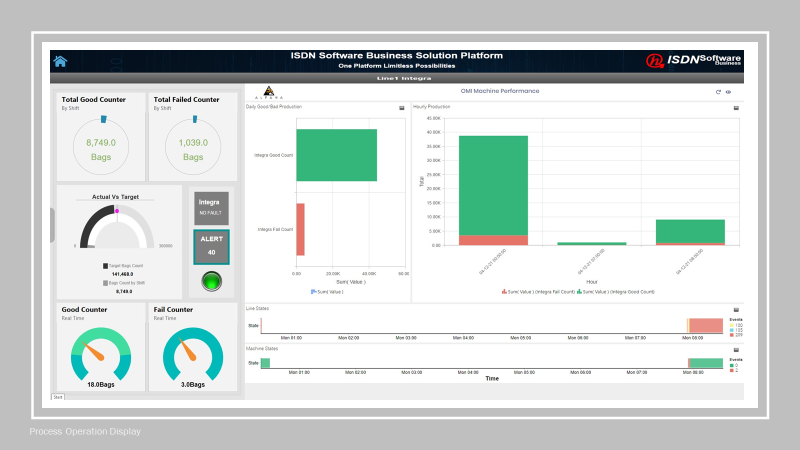 ISDN Software Business Solution Platform
One Platform Limitless Possibilities
ISDN Software
Business
Line1 Integra
Total Good Counter
By Shift
8,749.0
Bags
Total Failed Counter
By Shift
1,039.0
Bags
ALFARA
OMI Machine Performance
Daily Good/Bad Production
Integra Good Count
Integra Fail Count
0.00 20.00K 40.00K 60.00
Sum( Value )
Sum( Value )
Hourly Production
45.00K
40.00K
35.00K
30.00K
25.00K
20.00K
15.00K
10.00K
5.00K
0.00
Total
Hour
Sum( Value ) (Integra Fail Count) Sum( Value ) (Integra Good Count)
Actual Vs Target
0
300000
Target Bags Count
141,468.0
Bags Count by Shift
8,749.0
Integra
NO FAULT
ALERT
40
Good Counter
Real Time
18.0Bags
Fail Counter
Real Time
3.0Bags
Line States
State
Mon 01:00 Mon 02:00 Mon 03:00 Mon 04:00 Mon 05:00 Mon 06:00 Mon 07:00 Mon 08:00
Events
100
105
209
Machine States
State
Mon 01:00 Mon 02:00 Mon 03:00 Mon 04:00 Mon 05:00 Mon 06:00 Mon 07:00 Mon 08:00
Time
Events
0
2
Start
Process Operation Display